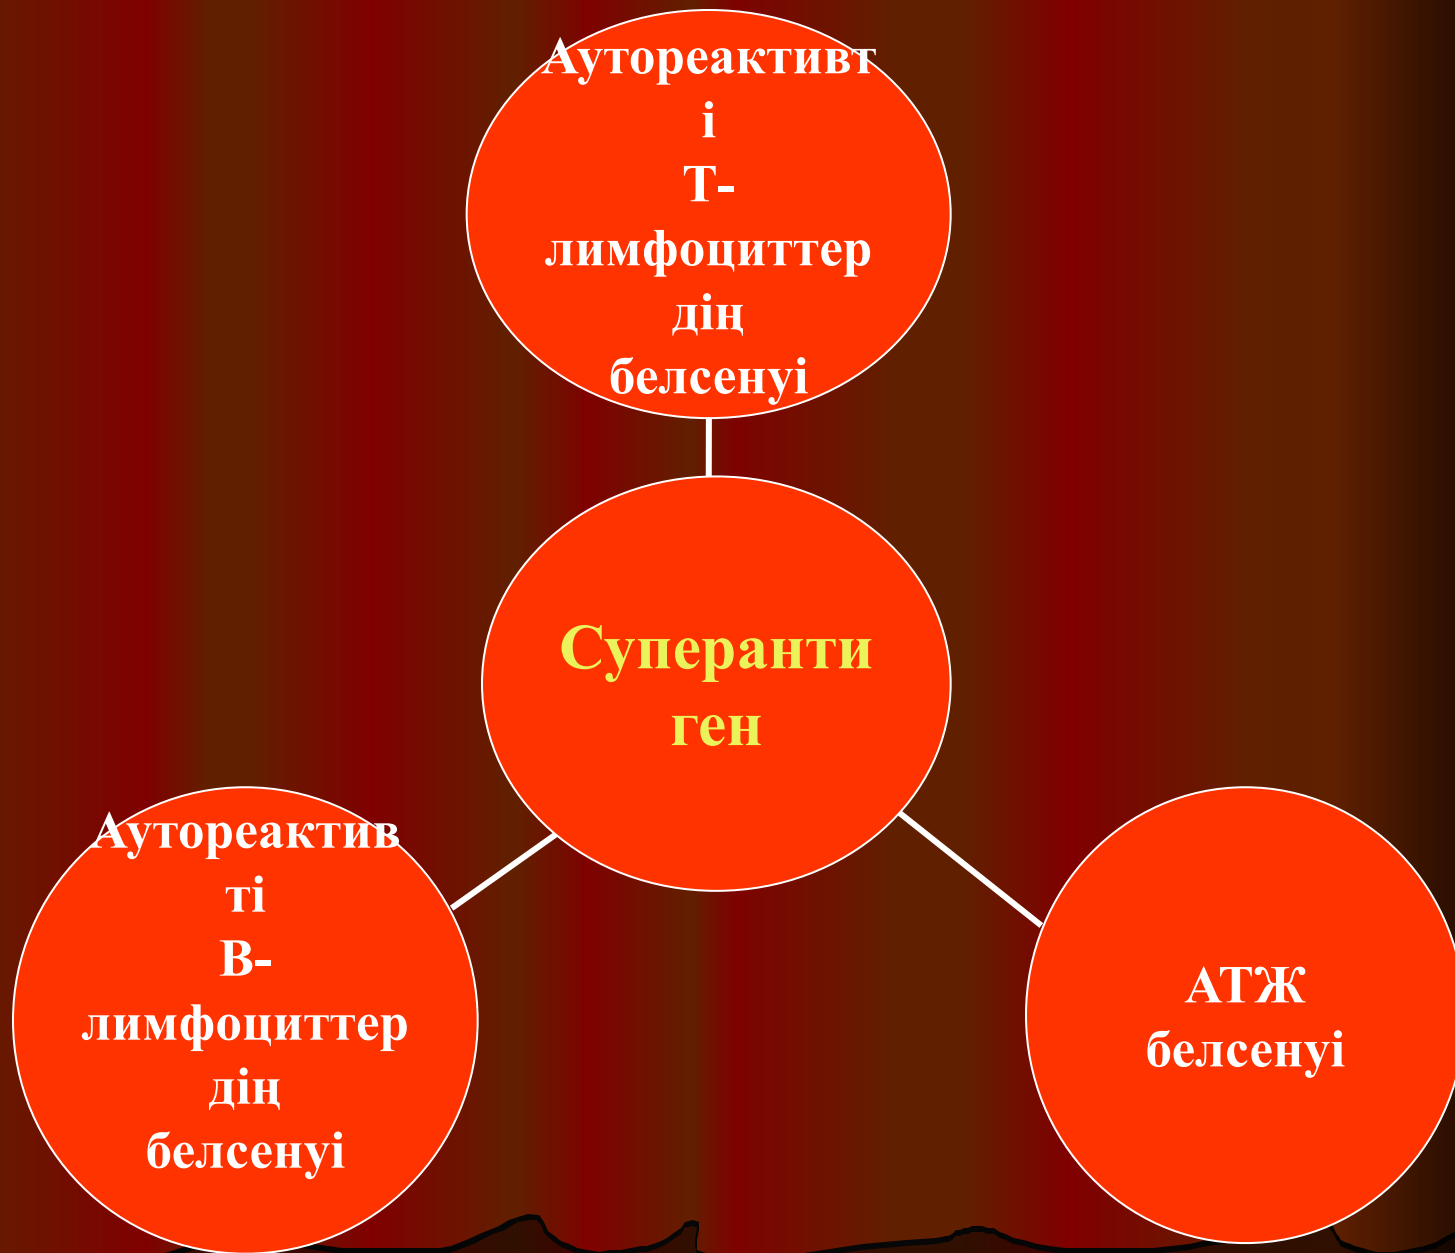 Аутореактивт
і
Т-
лимфоциттер
дің
белсенуі
Суперанти
ген
Аутореактив
ті
В-
лимфоциттер
дің
белсенуі
АТЖ
белсенуі